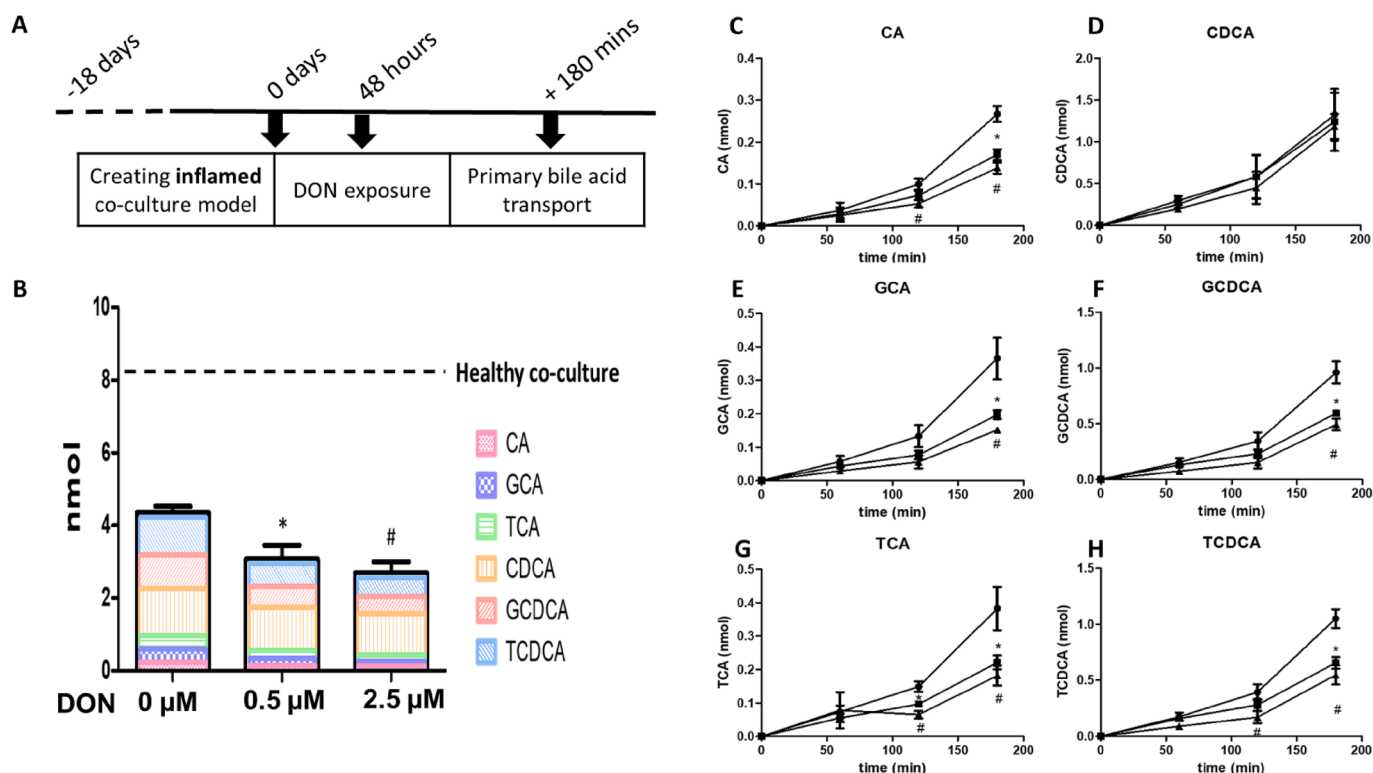 A
-18 days
0 days
48 hours
+ 180 mins
Creating inflamed
co-culture model
DON exposure
Primary bile acid
transport
B
10
8
6
4
2
0
nmol
Healthy co-culture
*
#
CA
GCA
TCA
CDCA
GCDCA
TCDCA
DON
0 µM
0.5 µM
2.5 µM
C
CA
CA (nmol)
0.4
0.3
0.2
0.1
0.0
*
#
#
0
50
100
150
200
time (min)
D
CDCA
CDCA (nmol)
2.0
1.5
1.0
0.5
0.0
0
50
100
150
200
time (min)
E
GCA
GCA (nmol)
0.5
0.4
0.3
0.2
0.1
0.0
*
#
0
50
100
150
200
time (min)
F
GCDCA
GCDCA (nmol)
1.5
1.0
0.5
0.0
*
#
0
50
100
150
200
time (min)
G
TCA
TCA (nmol)
0.5
0.4
0.3
0.2
0.1
0.0
*
*
#
#
0
50
100
150
200
time (min)
H
TCDCA
TCDCA (nmol)
1.5
1.0
0.5
0.0
*
#
#
0
50
100
150
200
time (min)